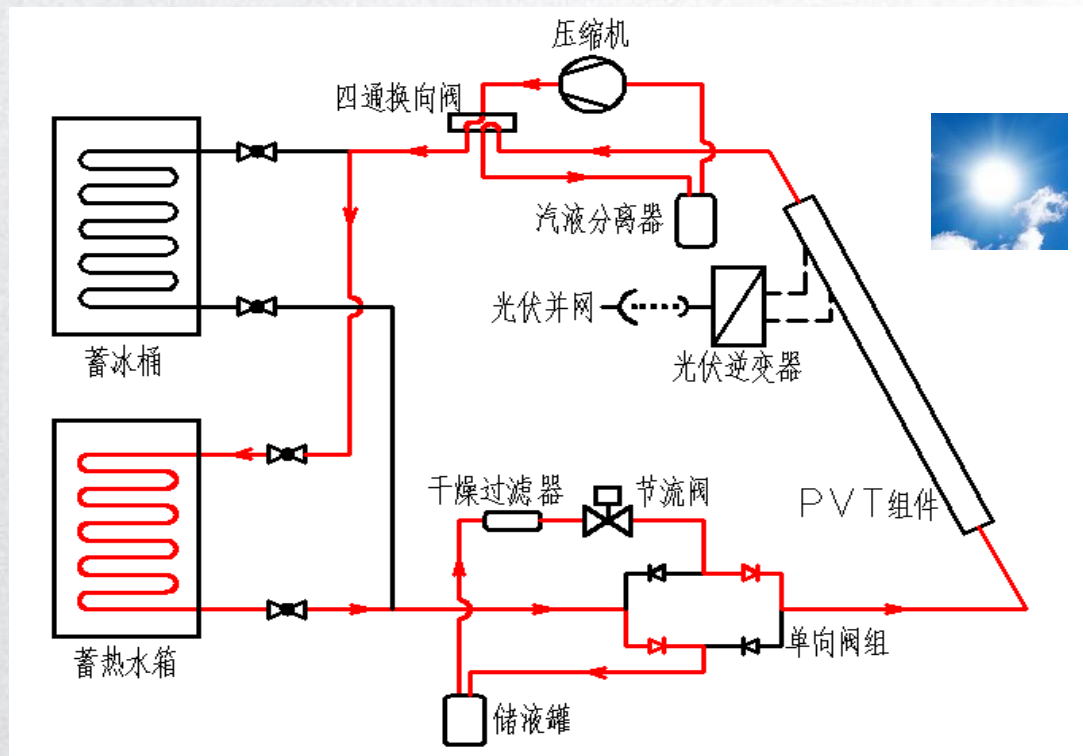 压缩机
四通换向阀
汽液分离器
光伏并网
光伏逆变器
蓄冰桶
干燥过滤器
节流阀
PVT组件
单向阀组
蓄热水箱
储液罐